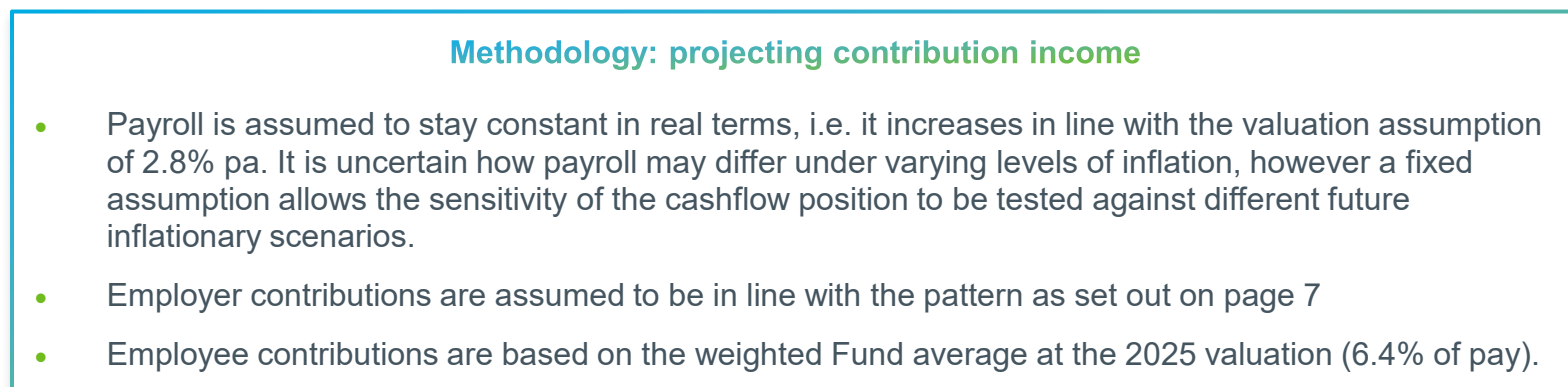 Methodology: projecting contribution income
• Payroll is assumed to stay constant in real terms, i.e. it increases in line with the valuation assumption
of 2.8% pa. It is uncertain how payroll may differ under varying levels of inflation, however a fixed
assumption allows the sensitivity of the cashflow position to be tested against different future
inflationary scenarios.
• Employer contributions are assumed to be in line with the pattern as set out on page 7
• Employee contributions are based on the weighted Fund average at the 2025 valuation (6.4% of pay).